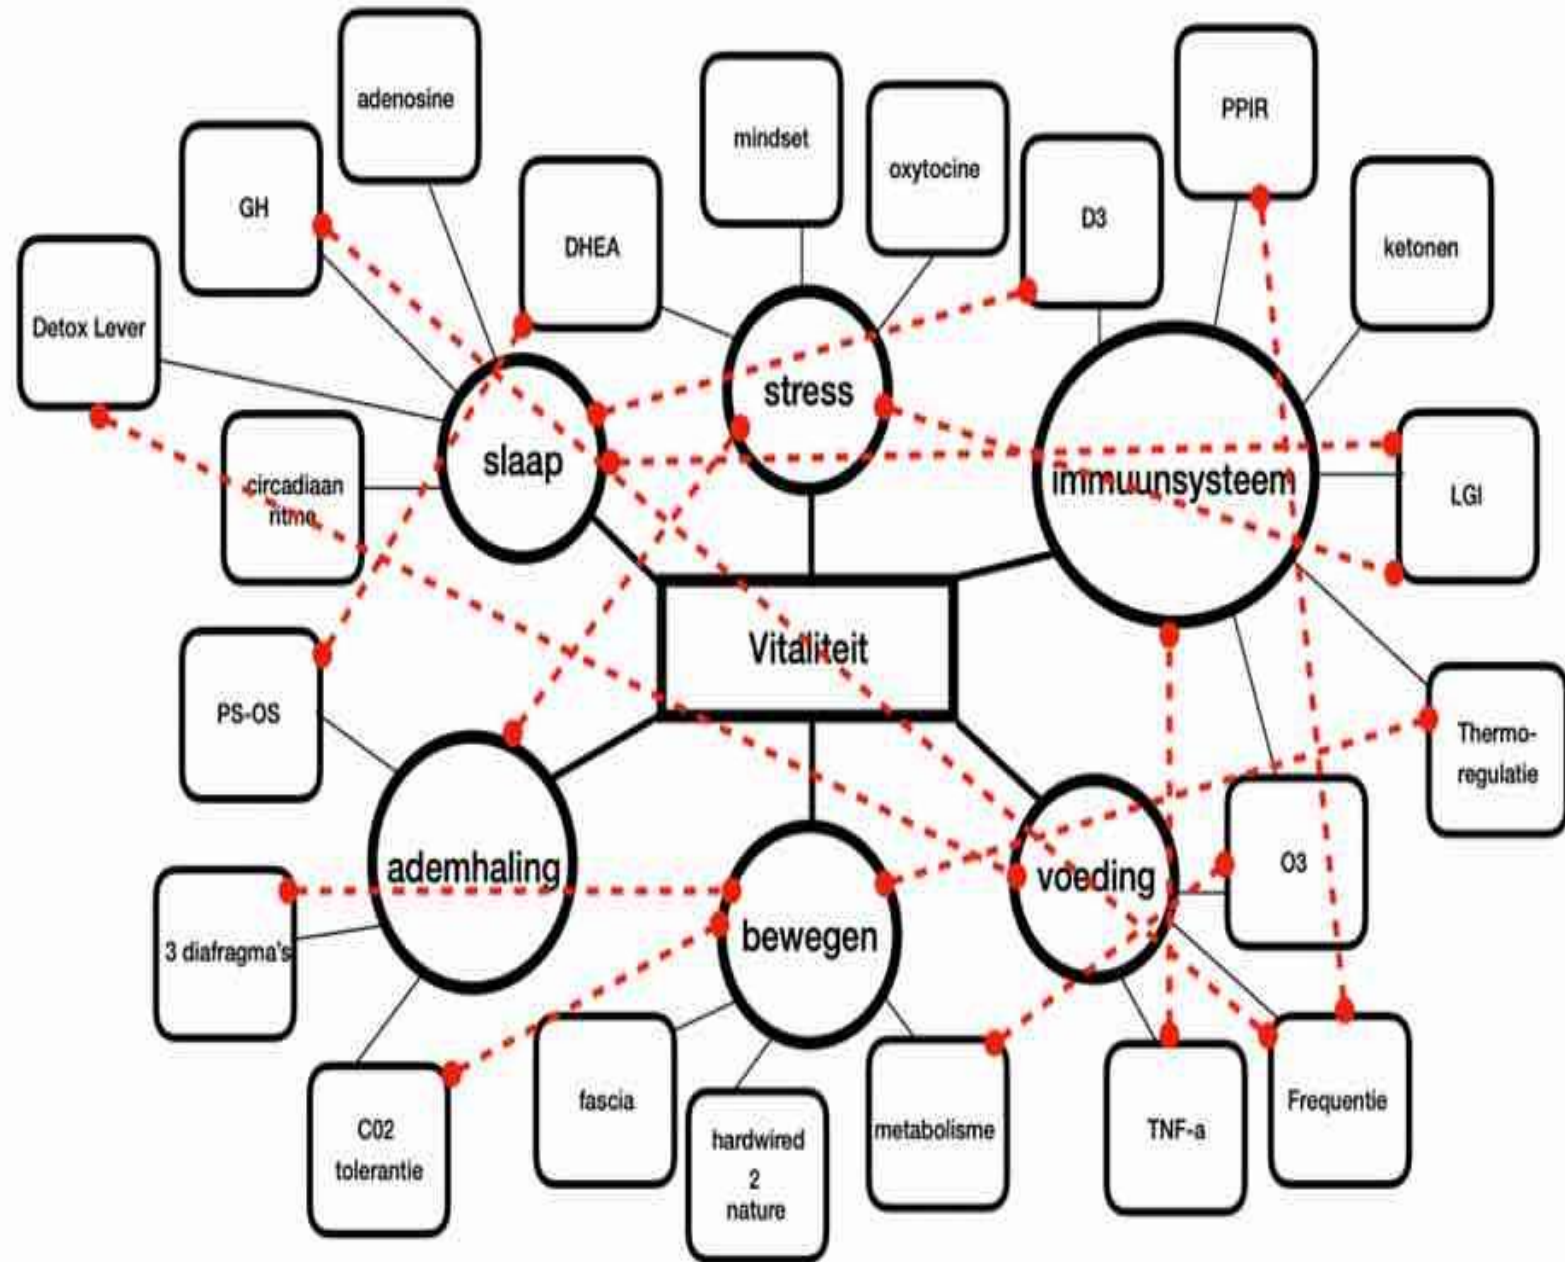 adenosine
PPIR
mindset
oxytocine
GH
D3
DHEA
ketonen
Detox Lever
stress
slaap
immuunsysteem
circadiaan
ritme
LGI
Vitaliteit
PS-OS
Thermo-
regulatie
ademhaling
O3
voeding
bewegen
3 diafragma's
fascia
Frequentie
C02
tolerantie
hardwired
2
nature
metabolisme
TNF-a